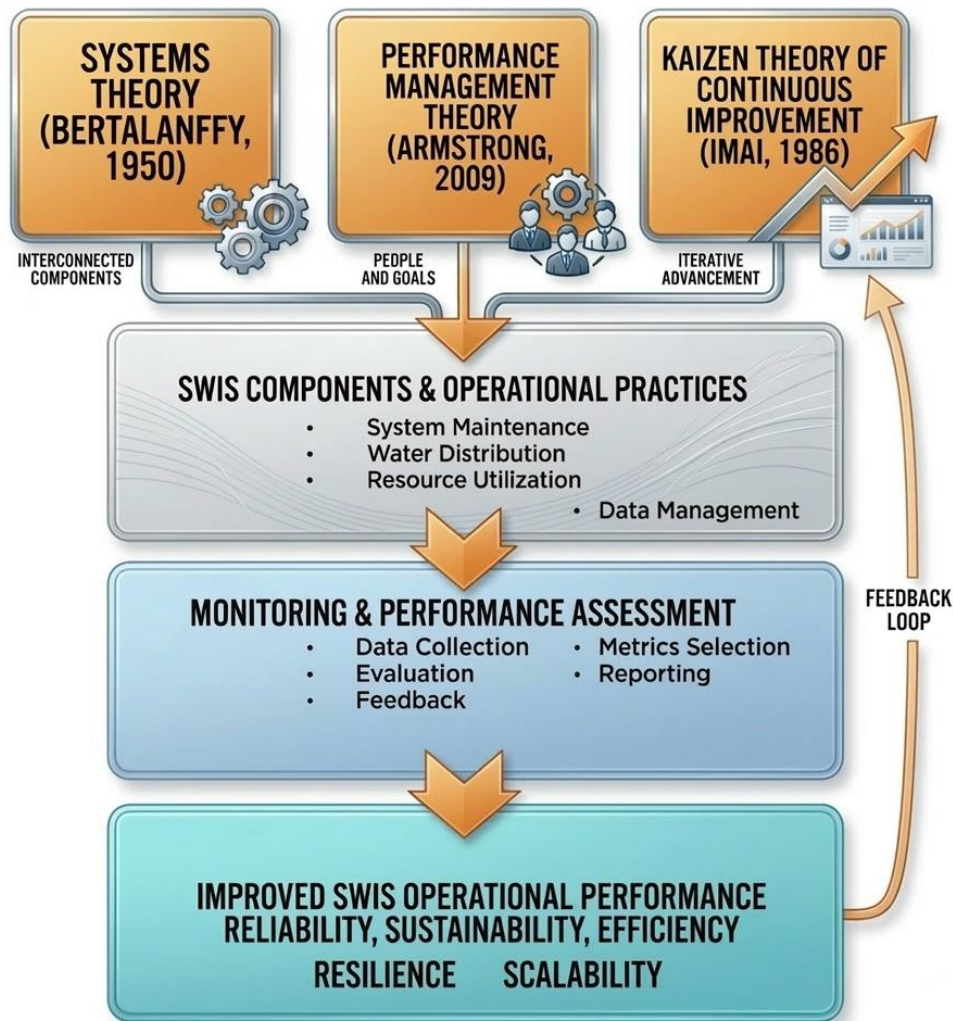 SYSTEMS
THEORY
(BERTALANFFY,
1950)
PERFORMANCE
MANAGEMENT
THEORY
(ARMSTRONG,
2009)
KAIZEN THEORY OF
CONTINUOUS
IMPROVEMENT
(IMAI, 1986)
INTERCONNECTED
COMPONENTS
PEOPLE
AND GOALS
ITERATIVE
ADVANCEMENT
SWIS COMPONENTS & OPERATIONAL PRACTICES
• System Maintenance
• Water Distribution
• Resource Utilization
• Data Management
MONITORING & PERFORMANCE ASSESSMENT
• Data Collection
• Evaluation
• Feedback
• Metrics Selection
• Reporting
FEEDBACK
LOOP
IMPROVED SWIS OPERATIONAL PERFORMANCE
RELIABILITY, SUSTAINABILITY, EFFICIENCY
RESILIENCE SCALABILITY